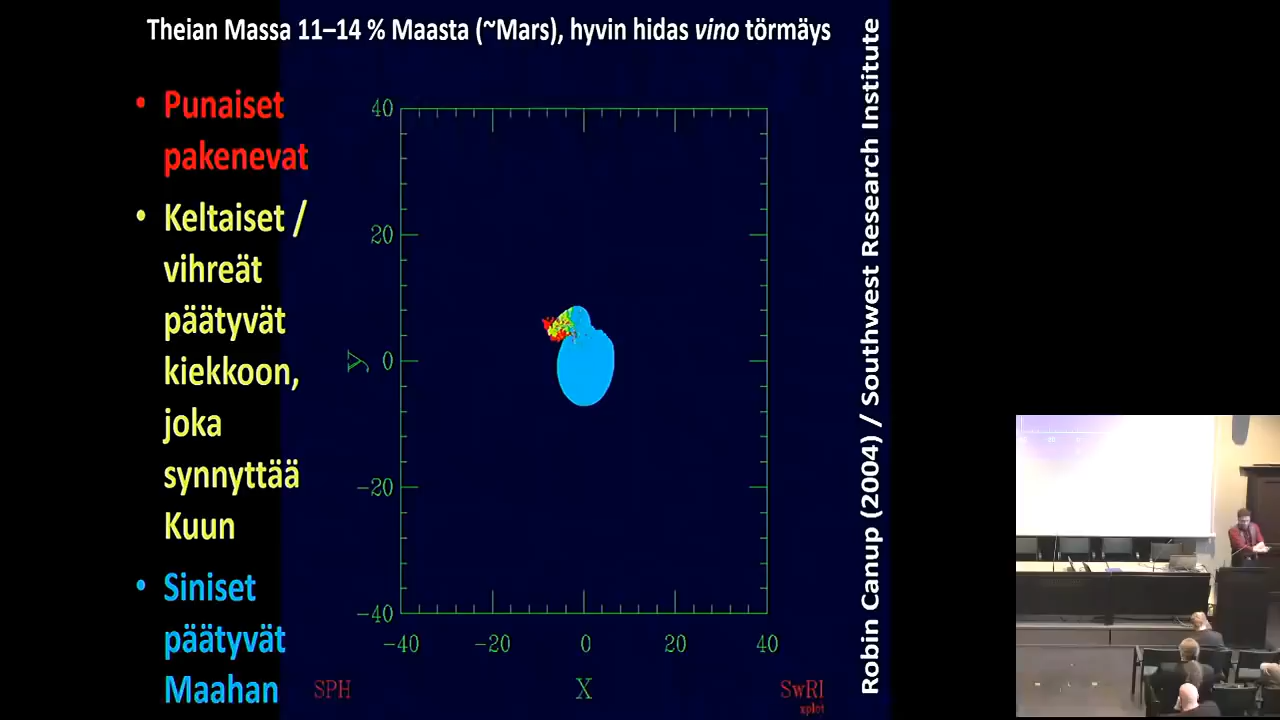 Theian Massa 11–14 % Maasta (~Mars), hyvin hidas vino törmäys
• Punaiset
pakenevat
• Keltaiset /
vihreät
päätyvät
kiekkoon,
joka
synnyttää
Kuun
• Siniset
päätyvät
Maahan
40
20
y 0
−20
−40
−40 −20 0 20 40
SPH X SwRI
xplot
Robin Canup (2004) / Southwest Research Institute